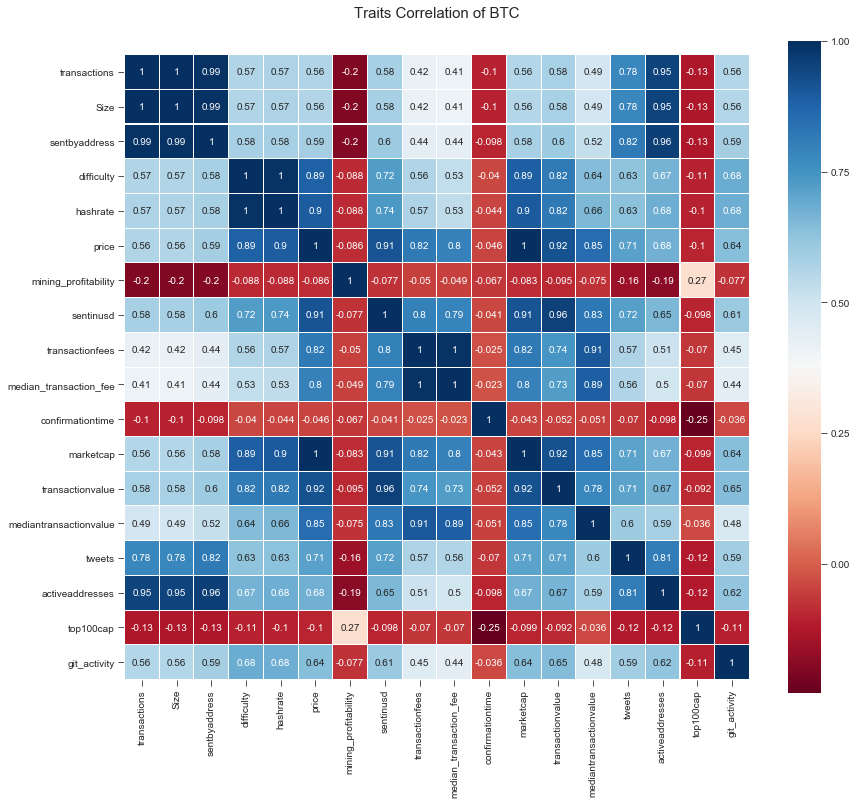 Traits Correlation of BTC
1.00
transactions 1 1 0.99 0.57 0.57 0.56 -0.2 0.58 0.42 0.41 -0.1 0.56 0.58 0.49 0.78 0.95 -0.13 0.56
Size 1 1 0.99 0.57 0.57 0.56 -0.2 0.58 0.42 0.41 -0.1 0.56 0.58 0.49 0.78 0.95 -0.13 0.56
sentbyaddress 0.99 0.99 1 0.58 0.58 0.59 -0.2 0.6 0.44 0.44 -0.098 0.58 0.6 0.52 0.82 0.96 -0.13 0.59
0.75
difficulty 0.57 0.57 0.58 1 1 0.89 -0.088 0.72 0.56 0.53 -0.04 0.89 0.82 0.64 0.63 0.67 -0.11 0.68
hashrate 0.57 0.57 0.58 1 1 0.9 -0.088 0.74 0.57 0.53 -0.044 0.9 0.82 0.66 0.63 0.68 -0.1 0.68
price 0.56 0.56 0.59 0.89 0.9 1 -0.086 0.91 0.82 0.8 -0.046 1 0.92 0.85 0.71 0.68 -0.1 0.64
mining_profitability -0.2 -0.2 -0.2 -0.088 -0.088 -0.086 1 -0.077 -0.05 -0.049 -0.067 -0.083 -0.095 -0.075 -0.16 -0.19 0.27 -0.077
0.50
sentinusd 0.58 0.58 0.6 0.72 0.74 0.91 -0.077 1 0.8 0.79 -0.041 0.91 0.96 0.83 0.72 0.65 -0.098 0.61
transactionfees 0.42 0.42 0.44 0.56 0.57 0.82 -0.05 0.8 1 1 -0.025 0.82 0.74 0.91 0.57 0.51 -0.07 0.45
median_transaction_fee 0.41 0.41 0.44 0.53 0.53 0.8 -0.049 0.79 1 1 -0.023 0.8 0.73 0.89 0.56 0.5 -0.07 0.44
confirmationtime -0.1 -0.1 -0.098 -0.04 -0.044 -0.046 -0.067 -0.041 -0.025 -0.023 1 -0.043 -0.052 -0.051 -0.07 -0.098 -0.25 -0.036
0.25
marketcap 0.56 0.56 0.58 0.89 0.9 1 -0.083 0.91 0.82 0.8 -0.043 1 0.92 0.85 0.71 0.67 -0.099 0.64
transactionvalue 0.58 0.58 0.6 0.82 0.82 0.92 -0.095 0.96 0.74 0.73 -0.052 0.92 1 0.78 0.71 0.67 -0.092 0.65
mediantransactionvalue 0.49 0.49 0.52 0.64 0.66 0.85 -0.075 0.83 0.91 0.89 -0.051 0.85 0.78 1 0.6 0.59 -0.036 0.48
tweets 0.78 0.78 0.82 0.63 0.63 0.71 -0.16 0.72 0.57 0.56 -0.07 0.71 0.71 0.6 1 0.81 -0.12 0.59
0.00
activeaddresses 0.95 0.95 0.96 0.67 0.68 0.68 -0.19 0.65 0.51 0.5 -0.098 0.67 0.67 0.59 0.81 1 -0.12 0.62
top100cap -0.13 -0.13 -0.13 -0.11 -0.1 -0.1 0.27 -0.098 -0.07 -0.07 -0.25 -0.099 -0.092 -0.036 -0.12 -0.12 1 -0.11
git_activity 0.56 0.56 0.59 0.68 0.68 0.64 -0.077 0.61 0.45 0.44 -0.036 0.64 0.65 0.48 0.59 0.62 -0.11 1
transactions
Size
sentbyaddress
difficulty
hashrate
price
mining_profitability
sentinusd
transactionfees
median_transaction_fee
confirmationtime
marketcap
transactionvalue
mediantransactionvalue
tweets
activeaddresses
top100cap
git_activity